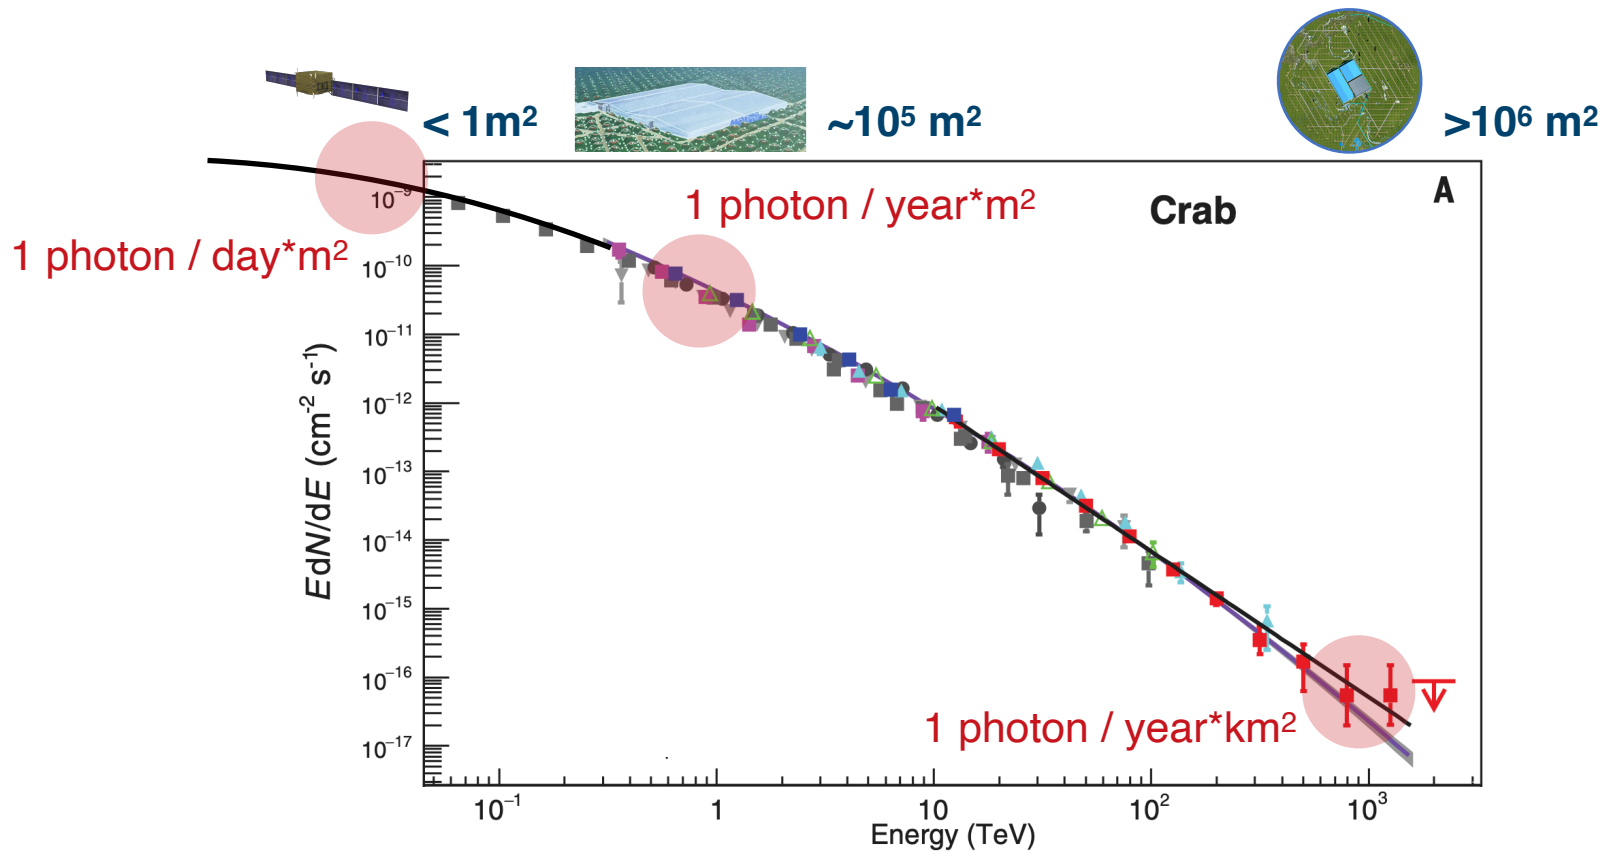 < 1m²
~10⁵ m²
>10⁶ m²
A
Crab
1 photon / year*m²
1 photon / day*m²
1 photon / year*km²
EdN/dE (cm⁻² s⁻¹)
10⁻⁹
10⁻¹⁰
10⁻¹¹
10⁻¹²
10⁻¹³
10⁻¹⁴
10⁻¹⁵
10⁻¹⁶
10⁻¹⁷
10⁻¹ 1 10 10² 10³
Energy (TeV)